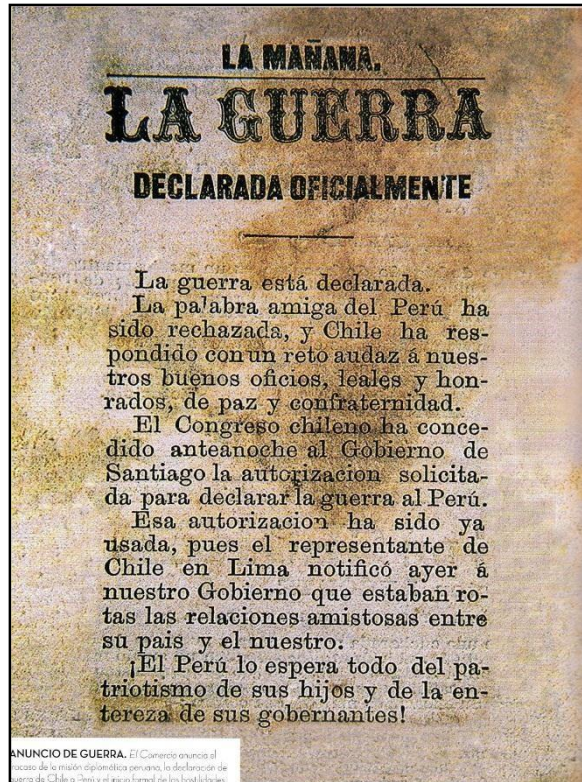 LA MAÑANA.
LA GUERRA
DECLARADA OFICIALMENTE
La guerra está declarada.
La palabra amiga del Perú ha
sido rechazada, y Chile ha res-
pondido con un reto audaz á nues-
tros buenos oficios, leales y hon-
rados, de paz y confraternidad.
El Congreso chileno ha conce-
dido anteanoche al Gobierno de
Santiago la autorizacion solicita-
da para declarar la guerra al Perú.
Esa autorizacion ha sido ya
usada, pues el representante de
Chile en Lima notificó ayer á
nuestro Gobierno que estaban ro-
tas las relaciones amistosas entre
su pais y el nuestro.
¡El Perú lo espera todo del pa-
triotismo de sus hijos y de la en-
tereza de sus gobernantes!
ANUNCIO DE GUERRA. El Comercio anuncia el
fracaso de la misión diplomática peruana, la declaración de
guerra de Chile a Perú y el inicio formal de las hostilidades